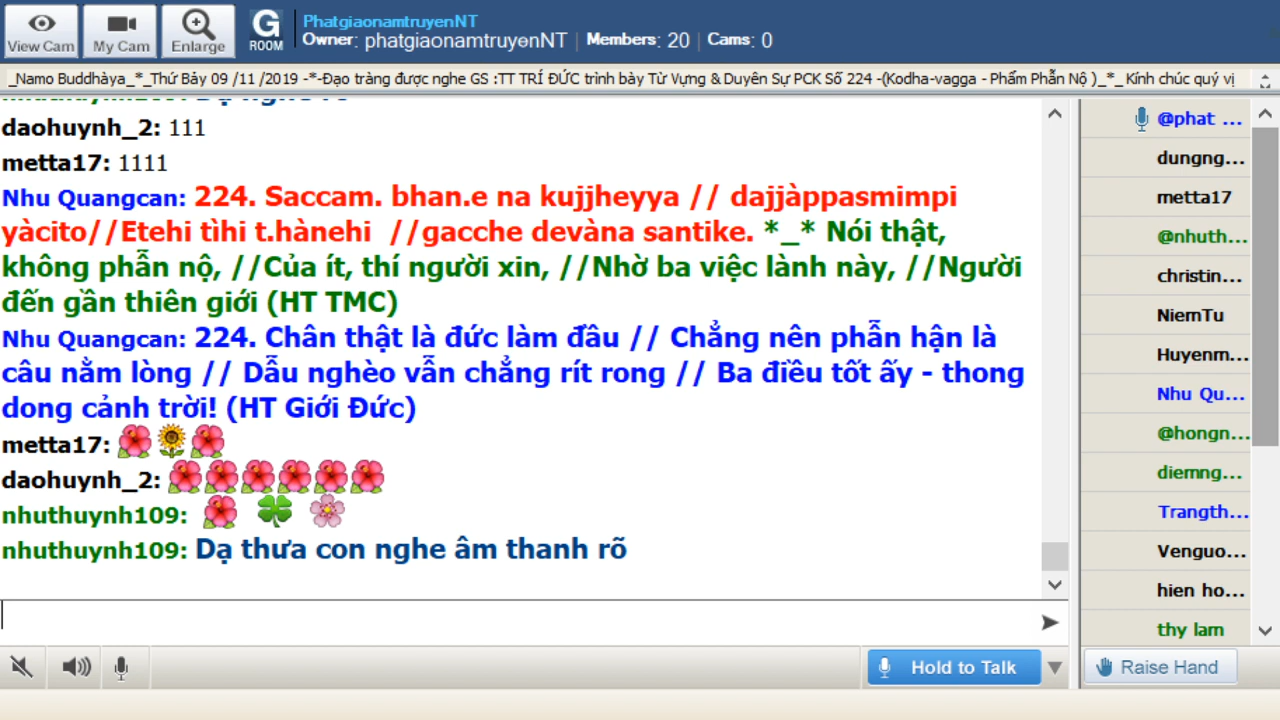 View Cam
My Cam
Enlarge
G ROOM
PhatgiaonamtruyenNT
Owner: phatgiaonamtruyenNT | Members: 20 | Cams: 0
_Namo Buddhàya_*_Thứ Bảy 09 /11 /2019 -*-Đạo tràng được nghe GS :TT TRÍ ĐỨC trình bày Từ Vựng & Duyên Sự PCK Số 224 -(Kodha-vagga - Phẩm Phẫn Nộ )_*_ Kính chúc quý vị
daohuynh_2: 111
metta17: 1111
Nhu Quangcan: 224. Saccam. bhan.e na kujjheyya // dajjàppasmimpi
yàcito//Etehi tìhi t.hànehi //gacche devàna santike. *_* Nói thật,
không phẫn nộ, //Của ít, thí người xin, //Nhờ ba việc lành này, //Người
đến gần thiên giới (HT TMC)
Nhu Quangcan: 224. Chân thật là đức làm đầu // Chẳng nên phẫn hận là
câu nằm lòng // Dẫu nghèo vẫn chẳng rít rong // Ba điều tốt ấy - thong
dong cảnh trời! (HT Giới Đức)
metta17:
daohuynh_2:
nhuthuynh109:
nhuthuynh109: Dạ thưa con nghe âm thanh rõ
@phat ...
dungng...
metta17
@nhuth...
christin...
NiemTu
Huyenm...
Nhu Qu...
@hongn...
diemng...
Trangth...
Venguo...
hien ho...
thy lam
Hold to Talk
Raise Hand